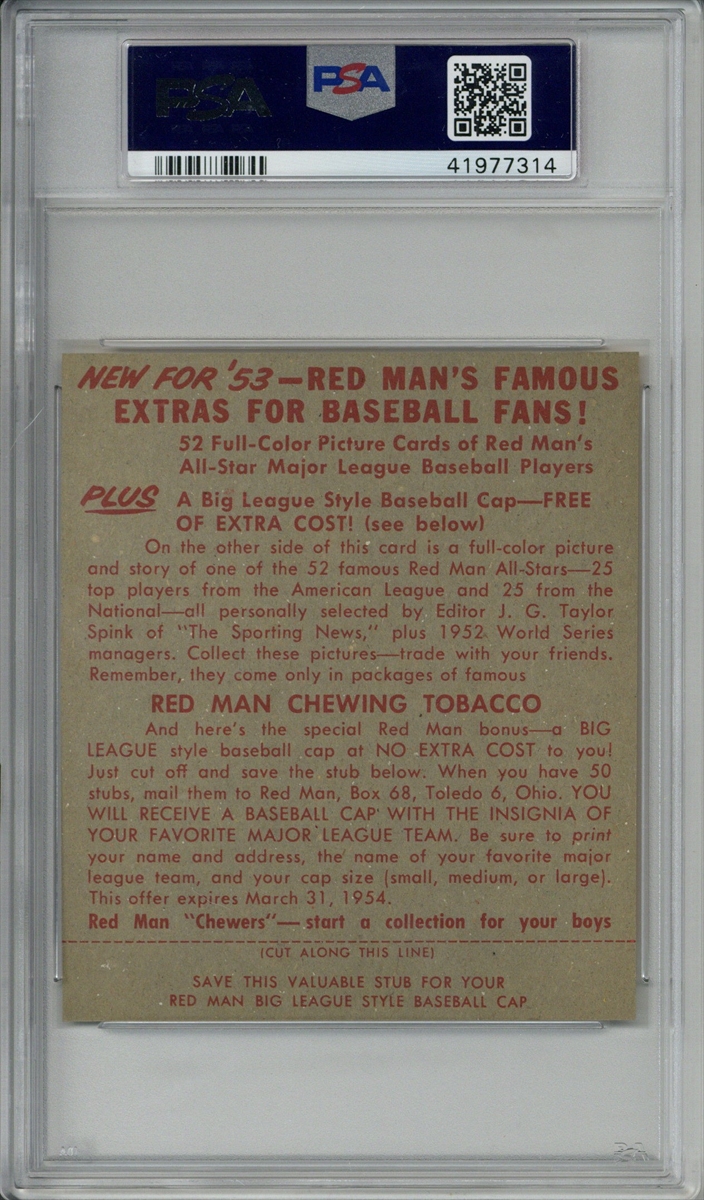 PSA
PSA
41977314
NEW FOR '53—RED MAN'S FAMOUS
EXTRAS FOR BASEBALL FANS!
52 Full-Color Picture Cards of Red Man's
All-Star Major League Baseball Players
PLUS A Big League Style Baseball Cap—FREE
OF EXTRA COST! (see below)
On the other side of this card is a full-color picture
and story of one of the 52 famous Red Man All-Stars—25
top players from the American League and 25 from the
National—all personally selected by Editor J. G. Taylor
Spink of "The Sporting News," plus 1952 World Series
managers. Collect these pictures—trade with your friends.
Remember, they come only in packages of famous
RED MAN CHEWING TOBACCO
And here's the special Red Man bonus—a BIG
LEAGUE style baseball cap at NO EXTRA COST to you!
Just cut off and save the stub below. When you have 50
stubs, mail them to Red Man, Box 68, Toledo 6, Ohio. YOU
WILL RECEIVE A BASEBALL CAP WITH THE INSIGNIA OF
YOUR FAVORITE MAJOR LEAGUE TEAM. Be sure to print
your name and address, the name of your favorite major
league team, and your cap size (small, medium, or large).
This offer expires March 31, 1954.
Red Man "Chewers"—start a collection for your boys
(CUT ALONG THIS LINE)
SAVE THIS VALUABLE STUB FOR YOUR
RED MAN BIG LEAGUE STYLE BASEBALL CAP
PSA